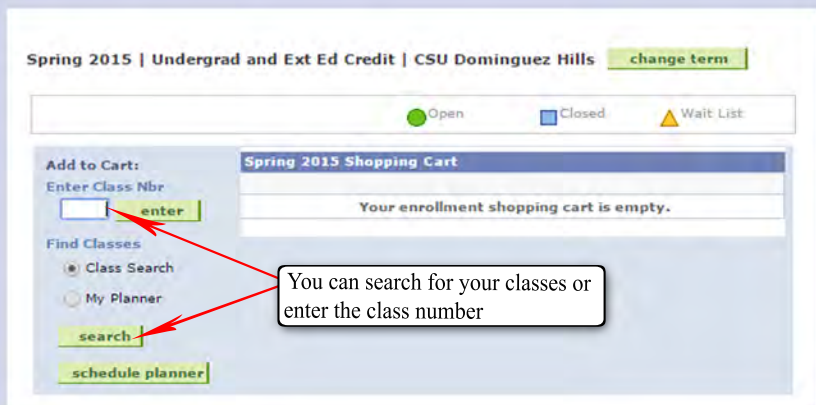 Spring 2015 | Undergrad and Ext Ed Credit | CSU Dominguez Hills change term
Open Closed Wait List
Add to Cart:
Spring 2015 Shopping Cart
Enter Class Nbr
enter
Your enrollment shopping cart is empty.
Find Classes
Class Search
My Planner
You can search for your classes or
enter the class number
search
schedule planner